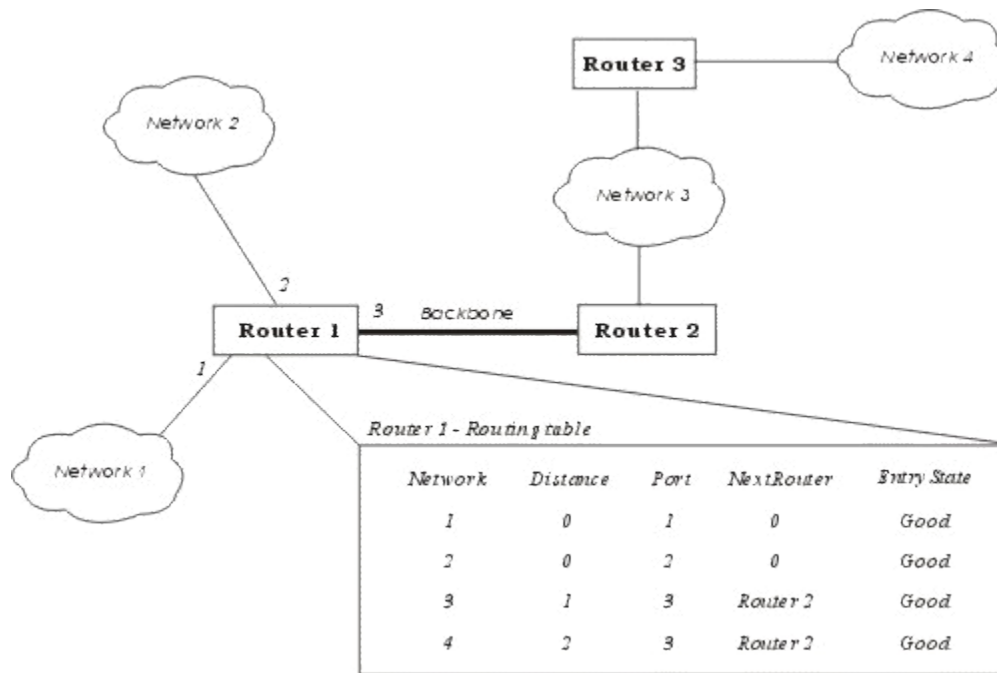 Router 3
Network 4
Network 2
Network 3
2
3
Backbone
Router 1
Router 2
1
Network 1
Router 1 - Routing table
Network Distance Port NextRouter Entry State
1 0 1 0 Good
2 0 2 0 Good
3 1 3 Router 2 Good
4 2 3 Router 2 Good